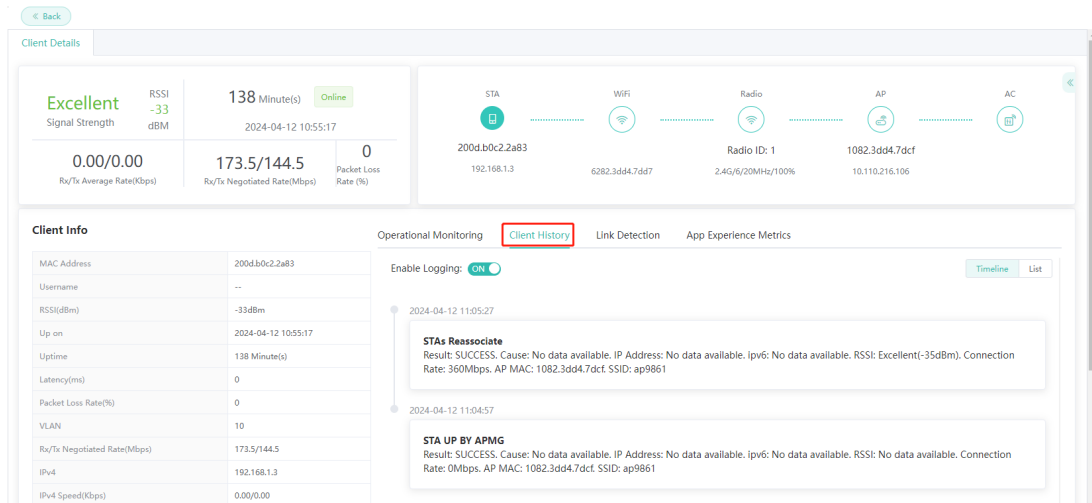 Back
Client Details
Excellent
Signal Strength
RSSI
-33
dBM
138 Minute(s)
Online
2024-04-12 10:55:17
0.00/0.00
Rx/Tx Average Rate(Kbps)
173.5/144.5
Rx/Tx Negotiated Rate(Mbps)
0
Packet Loss
Rate (%)
STA
WiFi
Radio
AP
AC
200d.b0c2.2a83
Radio ID: 1
1082.3dd4.7dcf
192.168.1.3
6282.3dd4.7dd7
2.4G/6/20MHz/100%
10.110.216.106
Client Info
MAC Address 200d.b0c2.2a83
Username --
RSSI(dBm) -33dBm
Up on 2024-04-12 10:55:17
Uptime 138 Minute(s)
Latency(ms) 0
Packet Loss Rate(%) 0
VLAN 10
Rx/Tx Negotiated Rate(Mbps) 173.5/144.5
IPv4 192.168.1.3
IPv4 Speed(Kbps) 0.00/0.00
Operational Monitoring Client History Link Detection App Experience Metrics
Enable Logging: ON
Timeline List
2024-04-12 11:05:27
STAs Reassociate
Result: SUCCESS. Cause: No data available. IP Address: No data available. ipv6: No data available. RSSI: Excellent(-35dBm). Connection
Rate: 360Mbps. AP MAC: 1082.3dd4.7dcf. SSID: ap9861
2024-04-12 11:04:57
STA UP BY APMG
Result: SUCCESS. Cause: No data available. IP Address: No data available. ipv6: No data available. RSSI: No data available. Connection
Rate: 0Mbps. AP MAC: 1082.3dd4.7dcf. SSID: ap9861